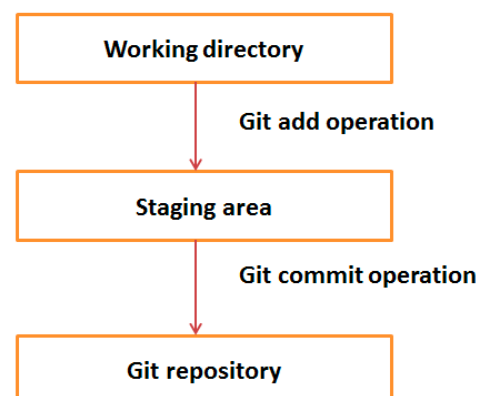 Working directory
Git add operation
Staging area
Git commit operation
Git repository